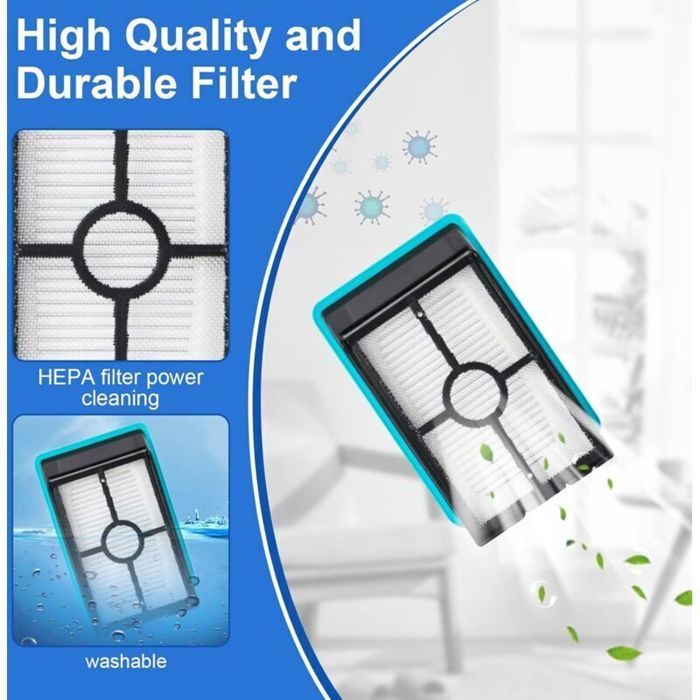 High Quality and
Durable Filter
HEPA filter power
cleaning
washable